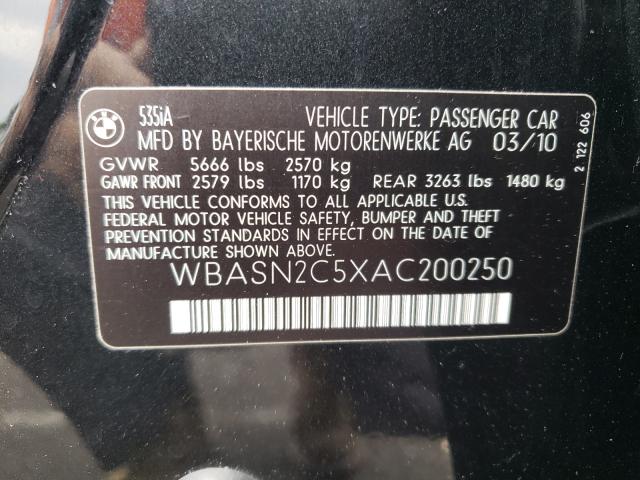 BMW
535iA VEHICLE TYPE: PASSENGER CAR
MFD BY BAYERISCHE MOTORENWERKE AG 03/10
GVWR 5666 lbs 2570 kg
GAWR FRONT 2579 lbs 1170 kg REAR 3263 lbs 1480 kg
THIS VEHICLE CONFORMS TO ALL APPLICABLE U.S.
FEDERAL MOTOR VEHICLE SAFETY, BUMPER AND THEFT
PREVENTION STANDARDS IN EFFECT ON THE DATE OF
MANUFACTURE SHOWN ABOVE.
WBASN2C5XAC200250
2 122 606